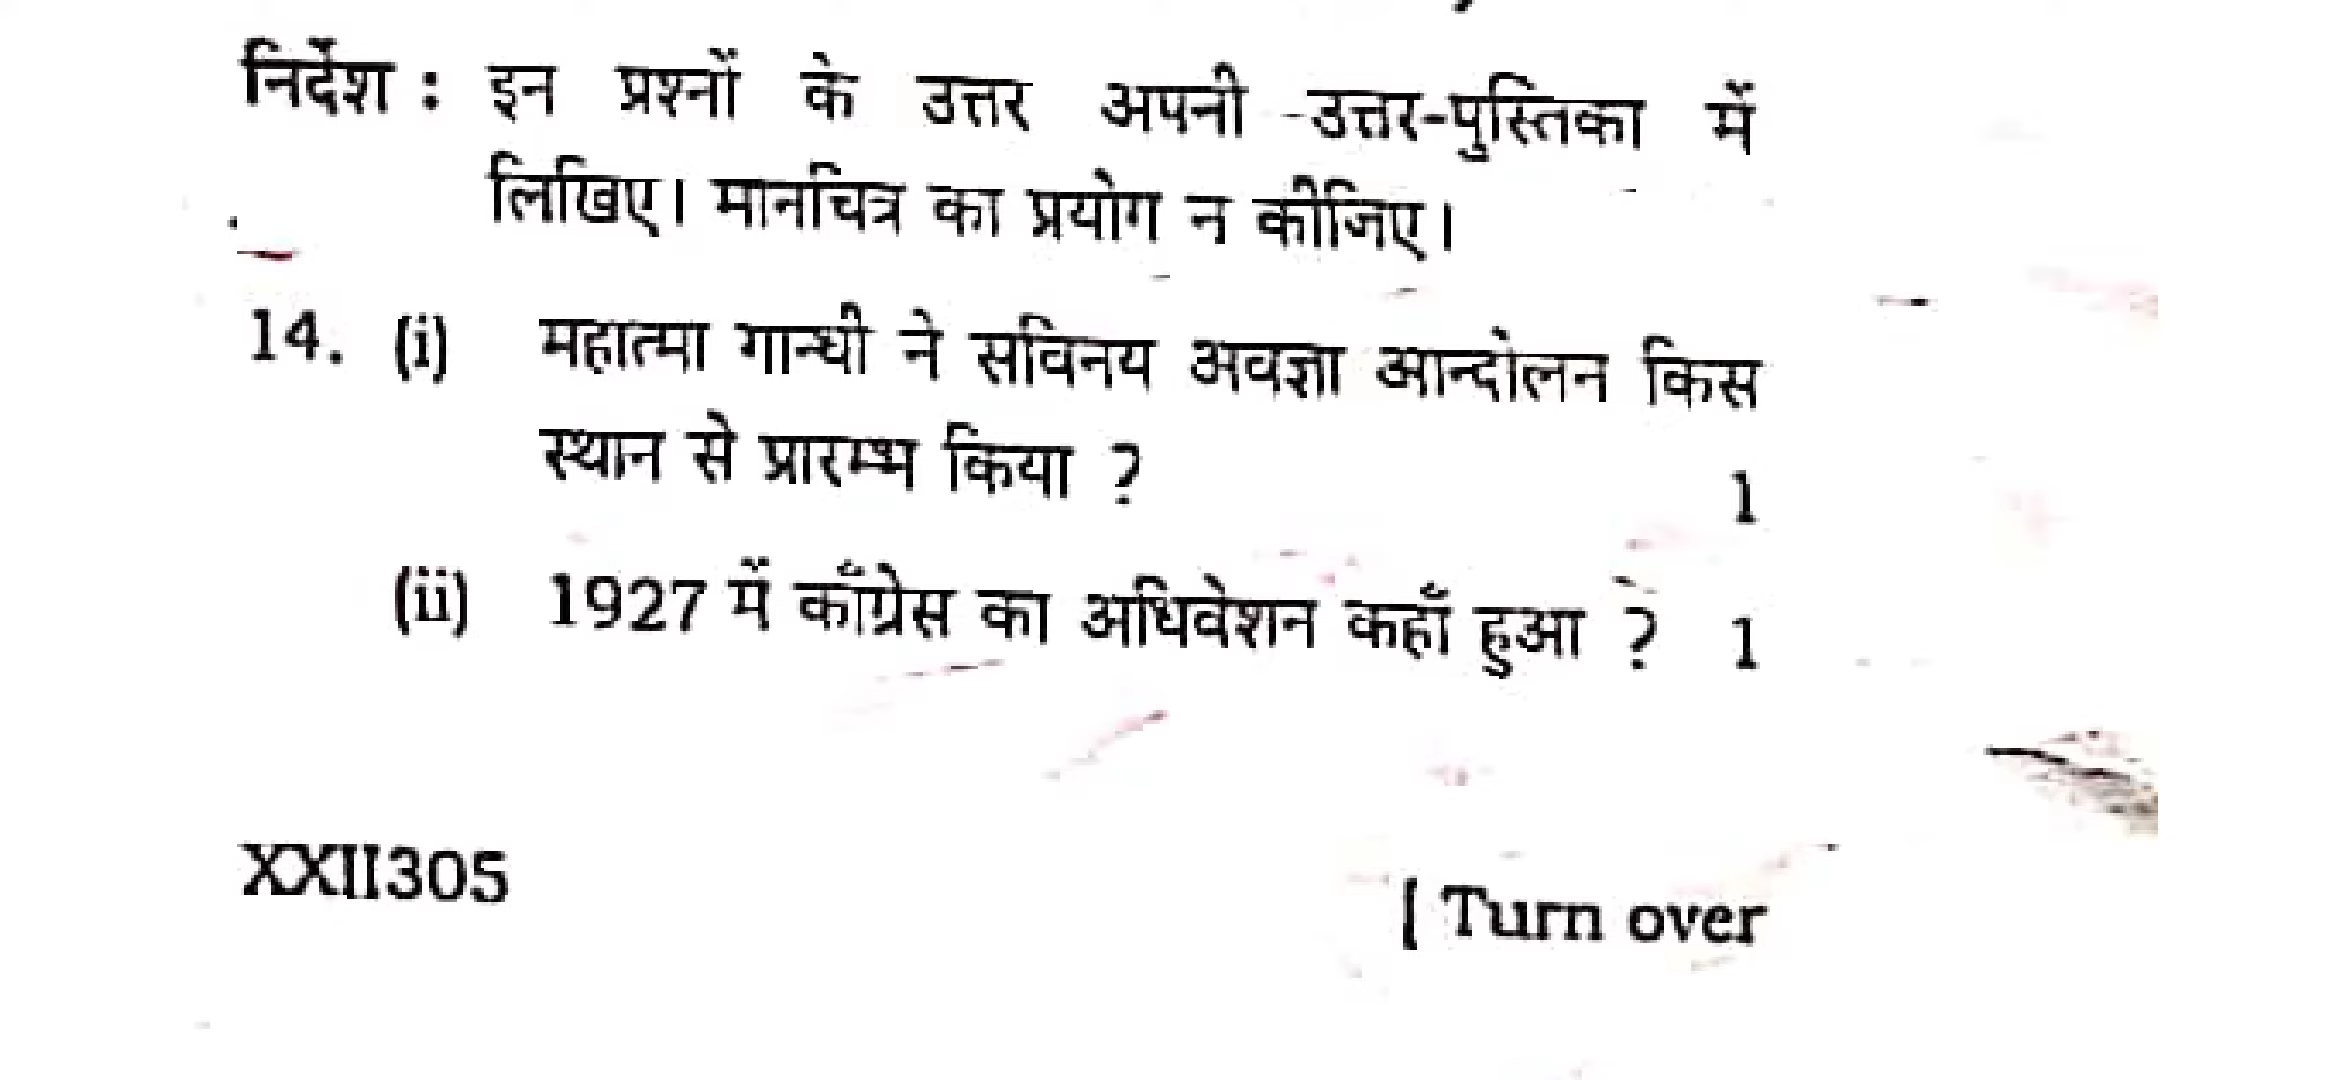 निर्देश : इन प्रश्नों के उत्तर अपनी -उत्तर-पुस्तिका में
लिखिए। मानचित्र का प्रयोग न कीजिए।
14. (i) महात्मा गान्धी ने सविनय अवज्ञा आन्दोलन किस
स्थान से प्रारम्भ किया ? 1
(ii) 1927 में काँग्रेस का अधिवेशन कहाँ हुआ ? 1
XXII305
[ Turn over